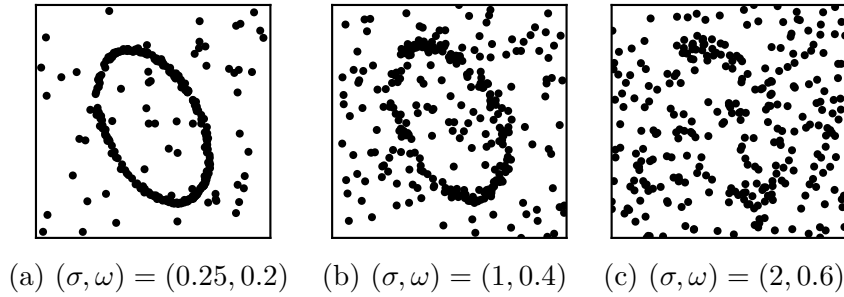 (a) (σ, ω) = (0.25, 0.2) (b) (σ, ω) = (1, 0.4) (c) (σ, ω) = (2, 0.6)